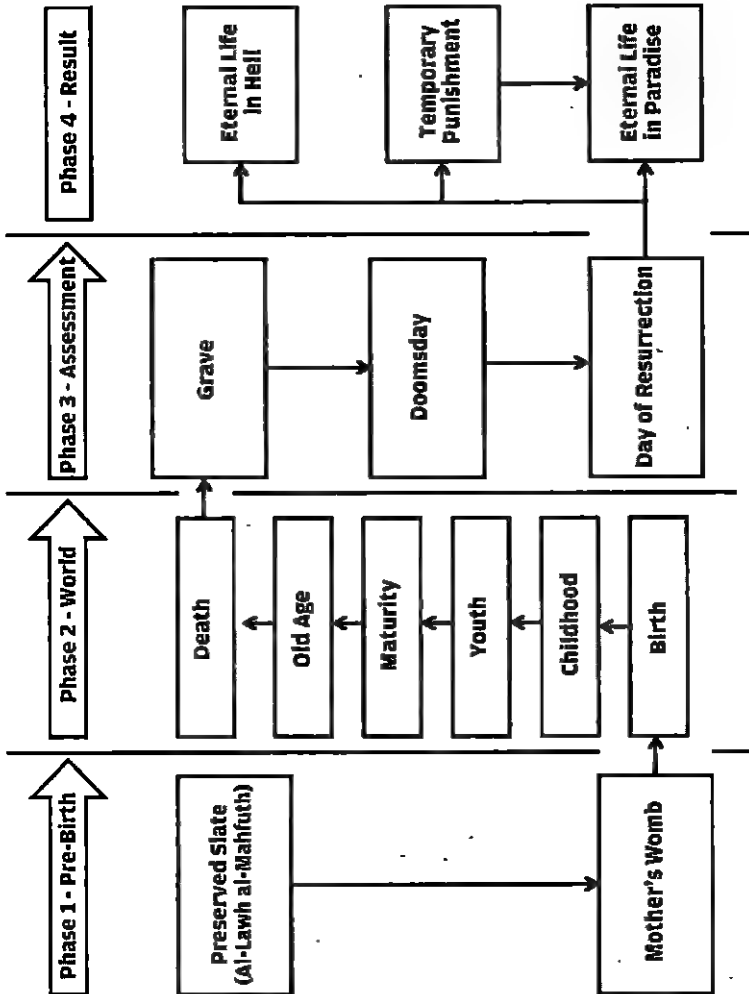 Phase 1 - Pre-Birth
Preserved Slate
(Al-Lawh al-Mahfuth)
Mother's Womb
Phase 2 - World
Death
Old Age
Maturity
Youth
Childhood
Birth
Phase 3 - Assessment
Grave
Doomsday
Day of Resurrection
Phase 4 - Result
Eternal Life
in Hell
Temporary
Punishment
Eternal Life
in Paradise